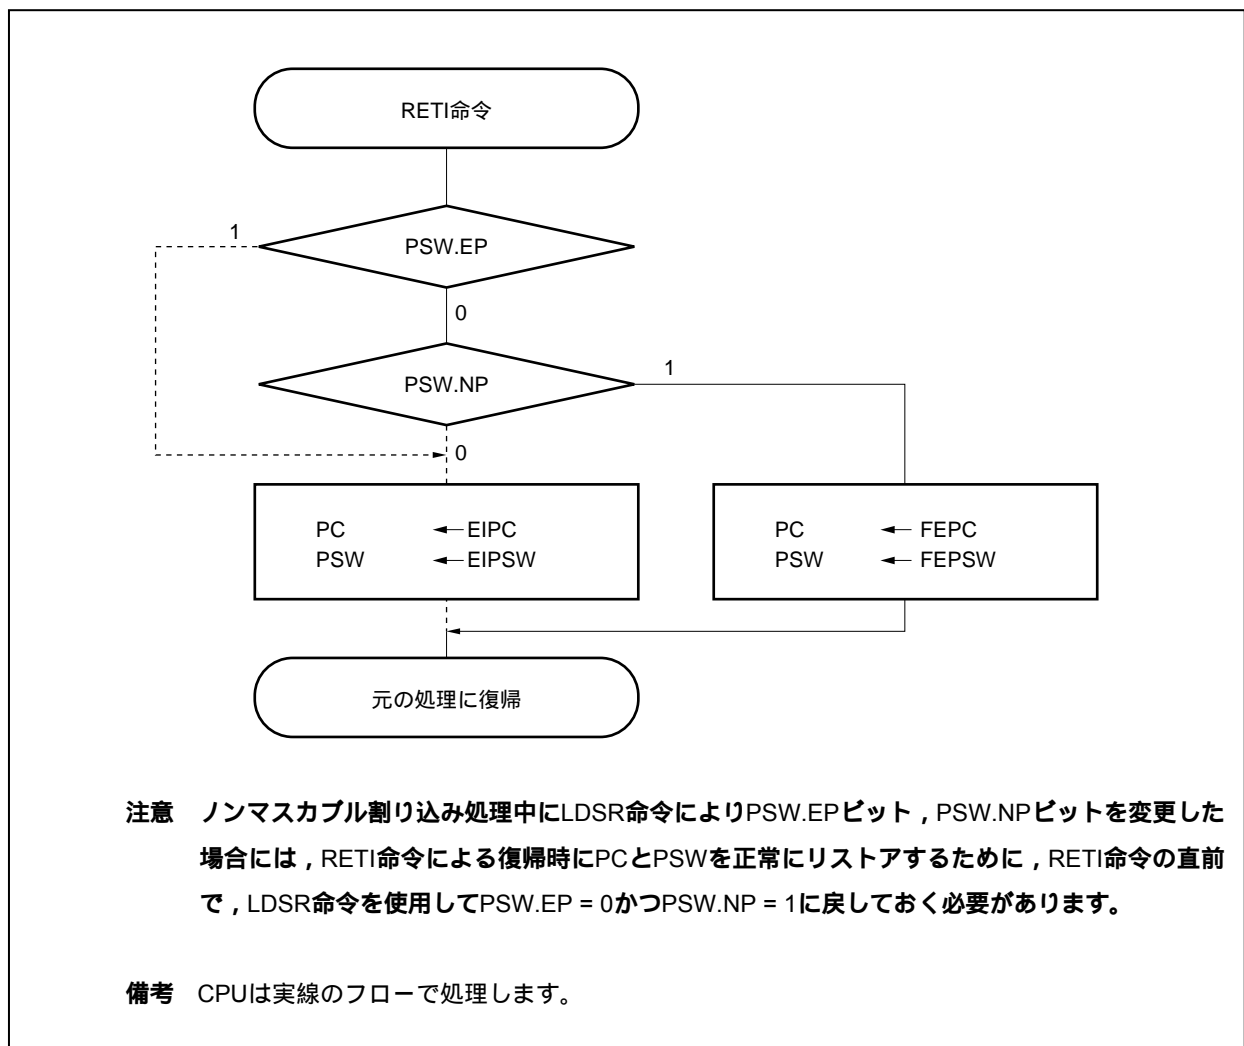 RETI命令
1
PSW.EP
0
PSW.NP
1
0
PC ← EIPC
PSW ← EIPSW
PC ← FEPC
PSW ← FEPSW
元の処理に復帰
注意 ノンマスカブル割り込み処理中にLDSR命令によりPSW.EPビット，PSW.NPビットを変更した
場合には，RETI命令による復帰時にPCとPSWを正常にリストアするために，RETI命令の直前
で，LDSR命令を使用してPSW.EP = 0かつPSW.NP = 1に戻しておく必要があります。
備考 CPUは実線のフローで処理します。